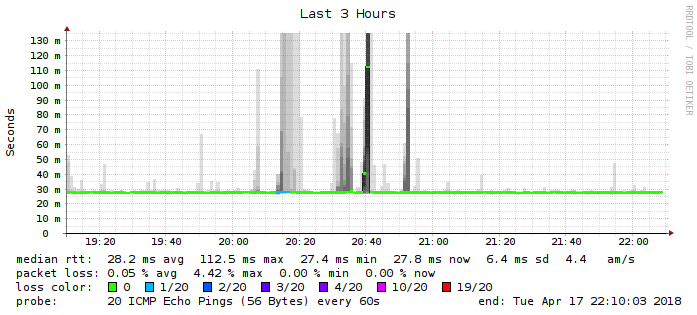 Last 3 Hours
RRDTOOL / TOBI OETIKER
Seconds
130 m
120 m
110 m
100 m
90 m
80 m
70 m
60 m
50 m
40 m
30 m
20 m
10 m
0
19:20 19:40 20:00 20:20 20:40 21:00 21:20 21:40 22:00
median rtt: 28.2 ms avg 112.5 ms max 27.4 ms min 27.8 ms now 6.4 ms sd 4.4 am/s
packet loss: 0.05 % avg 4.42 % max 0.00 % min 0.00 % now
loss color: 0 1/20 2/20 3/20 4/20 10/20 19/20
probe: 20 ICMP Echo Pings (56 Bytes) every 60s end: Tue Apr 17 22:10:03 2018